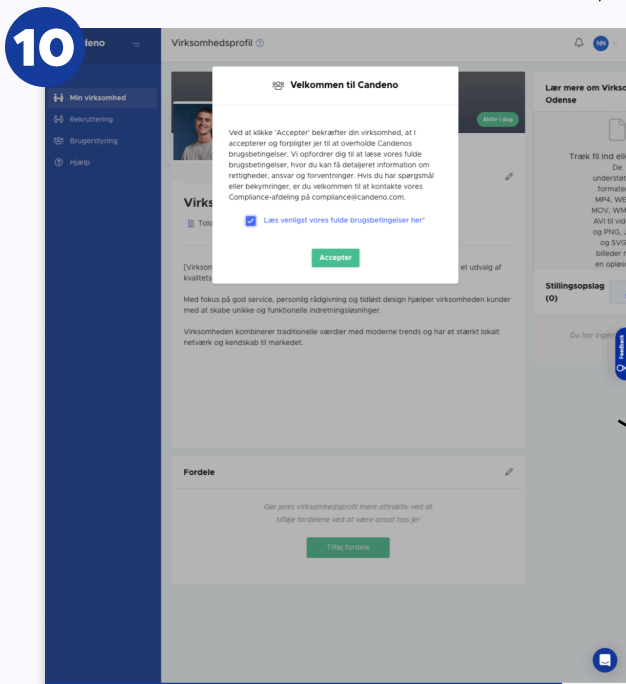 10
deno
Virksomhedsprofil
NN
Min virksomhed
Rekruttering
Brugerstyring
Hjælp
Velkommen til Candeno
Ved at klikke 'Accepter' bekræfter din virksomhed, at I
accepterer og forpligter jer til at overholde Candenos
brugsbetingelser. Vi opfordrer dig til at læse vores fulde
brugsbetingelser, hvor du kan få detaljeret information om
rettigheder, ansvar og forventninger. Hvis du har spørgsmål
eller bekymringer, er du velkommen til at kontakte vores
Compliance-afdeling på compliance@candeno.com.
Læs venligst vores fulde brugsbetingelser her*
Accepter
Aktiv i dag
Virks
Told
[Virksom
et udvalg af
kvalitets
Med fokus på god service, personlig rådgivning og tidløst design hjælper virksomheden kunder
med at skabe unikke og funktionelle indretningsløsninger.
Virksomheden kombinerer traditionelle værdier med moderne trends og har et stærkt lokalt
netværk og kendskab til markedet.
Fordele
Gør jeres virksomhedsprofil mere attraktiv ved at
tilføje fordelene ved at være ansat hos jer
Tilføj fordele
Lær mere om Virkso
Odense
Træk fil ind elle
De
understøt
formate
MP4, WE
MOV, WM
AVI til vid
og PNG, J
og SVG
billeder m
en opløsn
Stillingsopslag
(0)
Du har ingen
Feedback